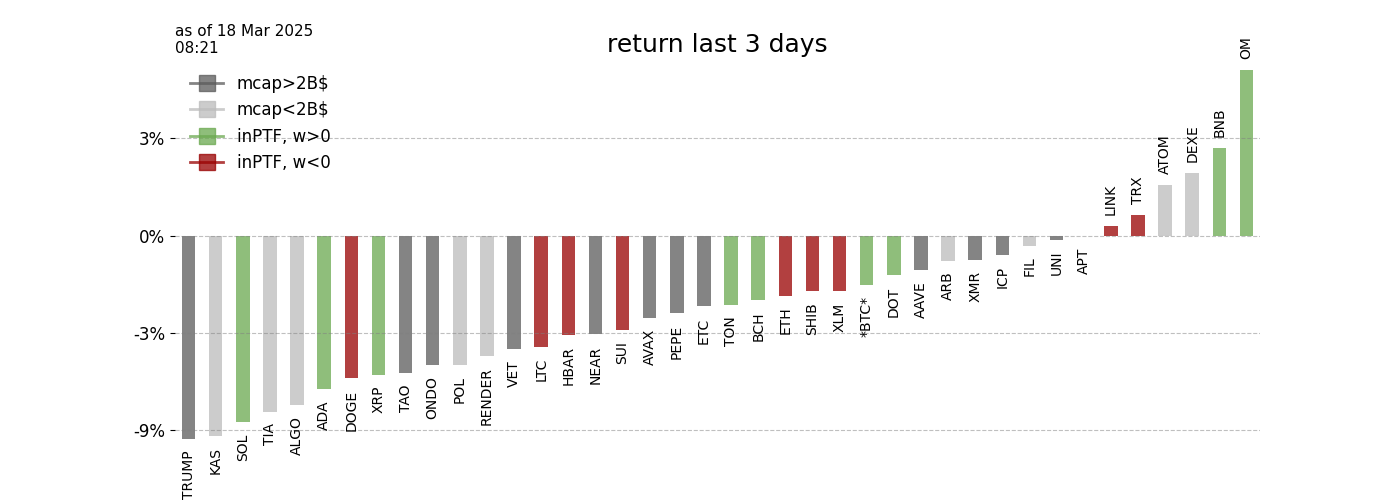 as of 18 Mar 2025
08:21
return last 3 days
mcap>2B$
mcap<2B$
inPTF, w>0
inPTF, w<0
3%
0%
-3%
-9%
TRUMP
KAS
SOL
TIA
ALGO
ADA
DOGE
XRP
TAO
ONDO
POL
RENDER
VET
LTC
HBAR
NEAR
SUI
AVAX
PEPE
ETC
TON
BCH
ETH
SHIB
XLM
*BTC*
DOT
AAVE
ARB
XMR
ICP
FIL
UNI
APT
LINK
TRX
ATOM
DEXE
BNB
OM